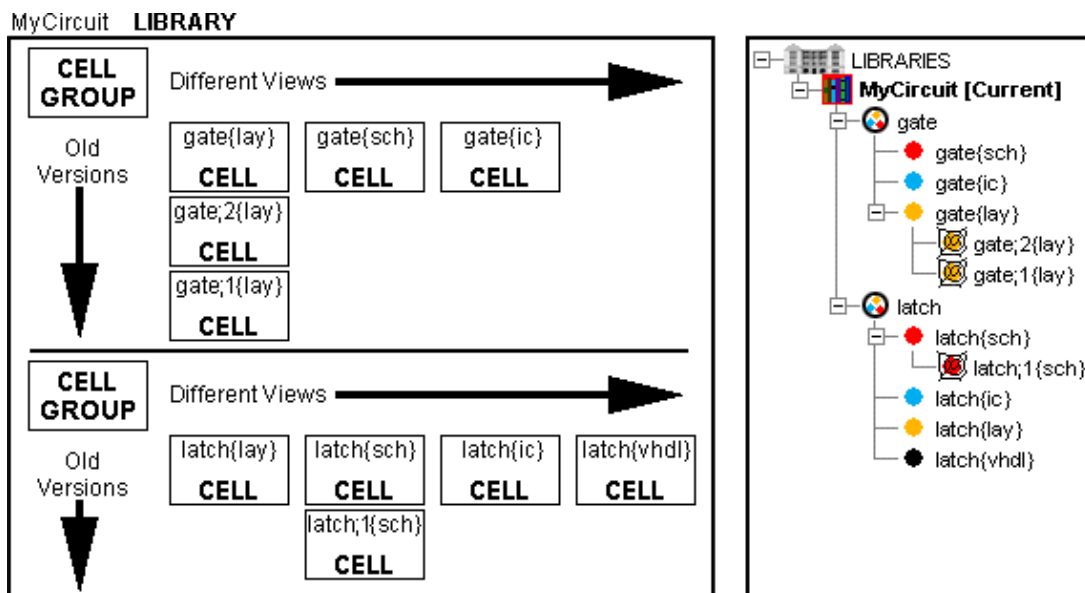 MyCircuit LIBRARY
CELL
GROUP
Different Views
Old
Versions
gate{lay}
CELL
gate{sch}
CELL
gate{ic}
CELL
gate;2{lay}
CELL
gate;1{lay}
CELL
CELL
GROUP
Different Views
Old
Versions
latch{lay}
CELL
latch{sch}
CELL
latch{ic}
CELL
latch{vhdl}
CELL
latch;1{sch}
CELL
LIBRARIES
MyCircuit [Current]
gate
gate{sch}
gate{ic}
gate{lay}
gate;2{lay}
gate;1{lay}
latch
latch{sch}
latch;1{sch}
latch{ic}
latch{lay}
latch{vhdl}